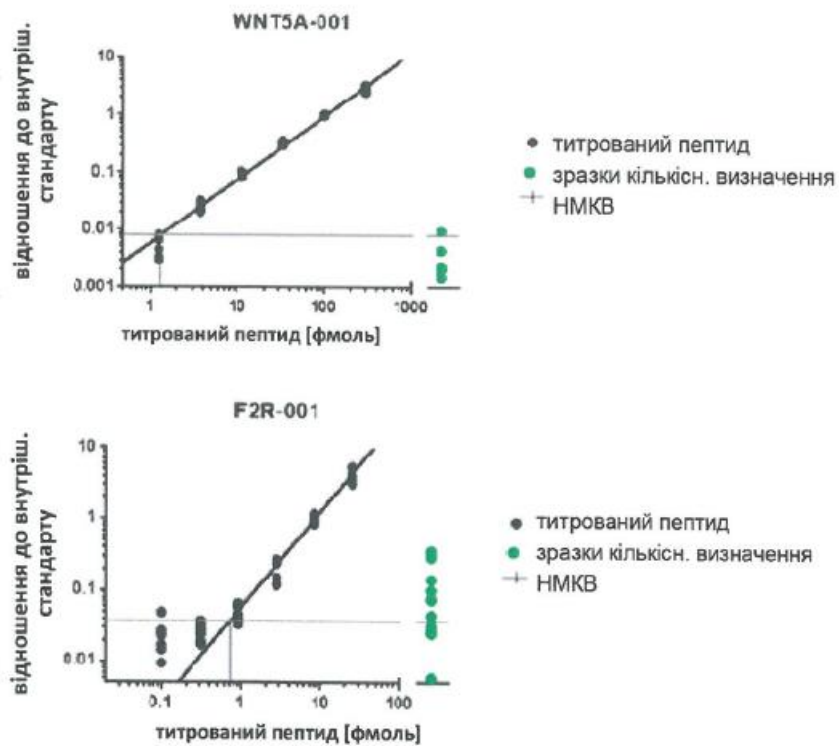 WNT5A-001
відношення до внутріш.
стандарту
10
1
0.1
0.01
0.001
1
10
100
1000
титрований пептид [фмоль]
титрований пептид
зразки кількісн. визначення
НМКВ
F2R-001
відношення до внутріш.
стандарту
10
1
0.1
0.01
0.1
1
10
100
титрований пептид [фмоль]
титрований пептид
зразки кількісн. визначення
НМКВ